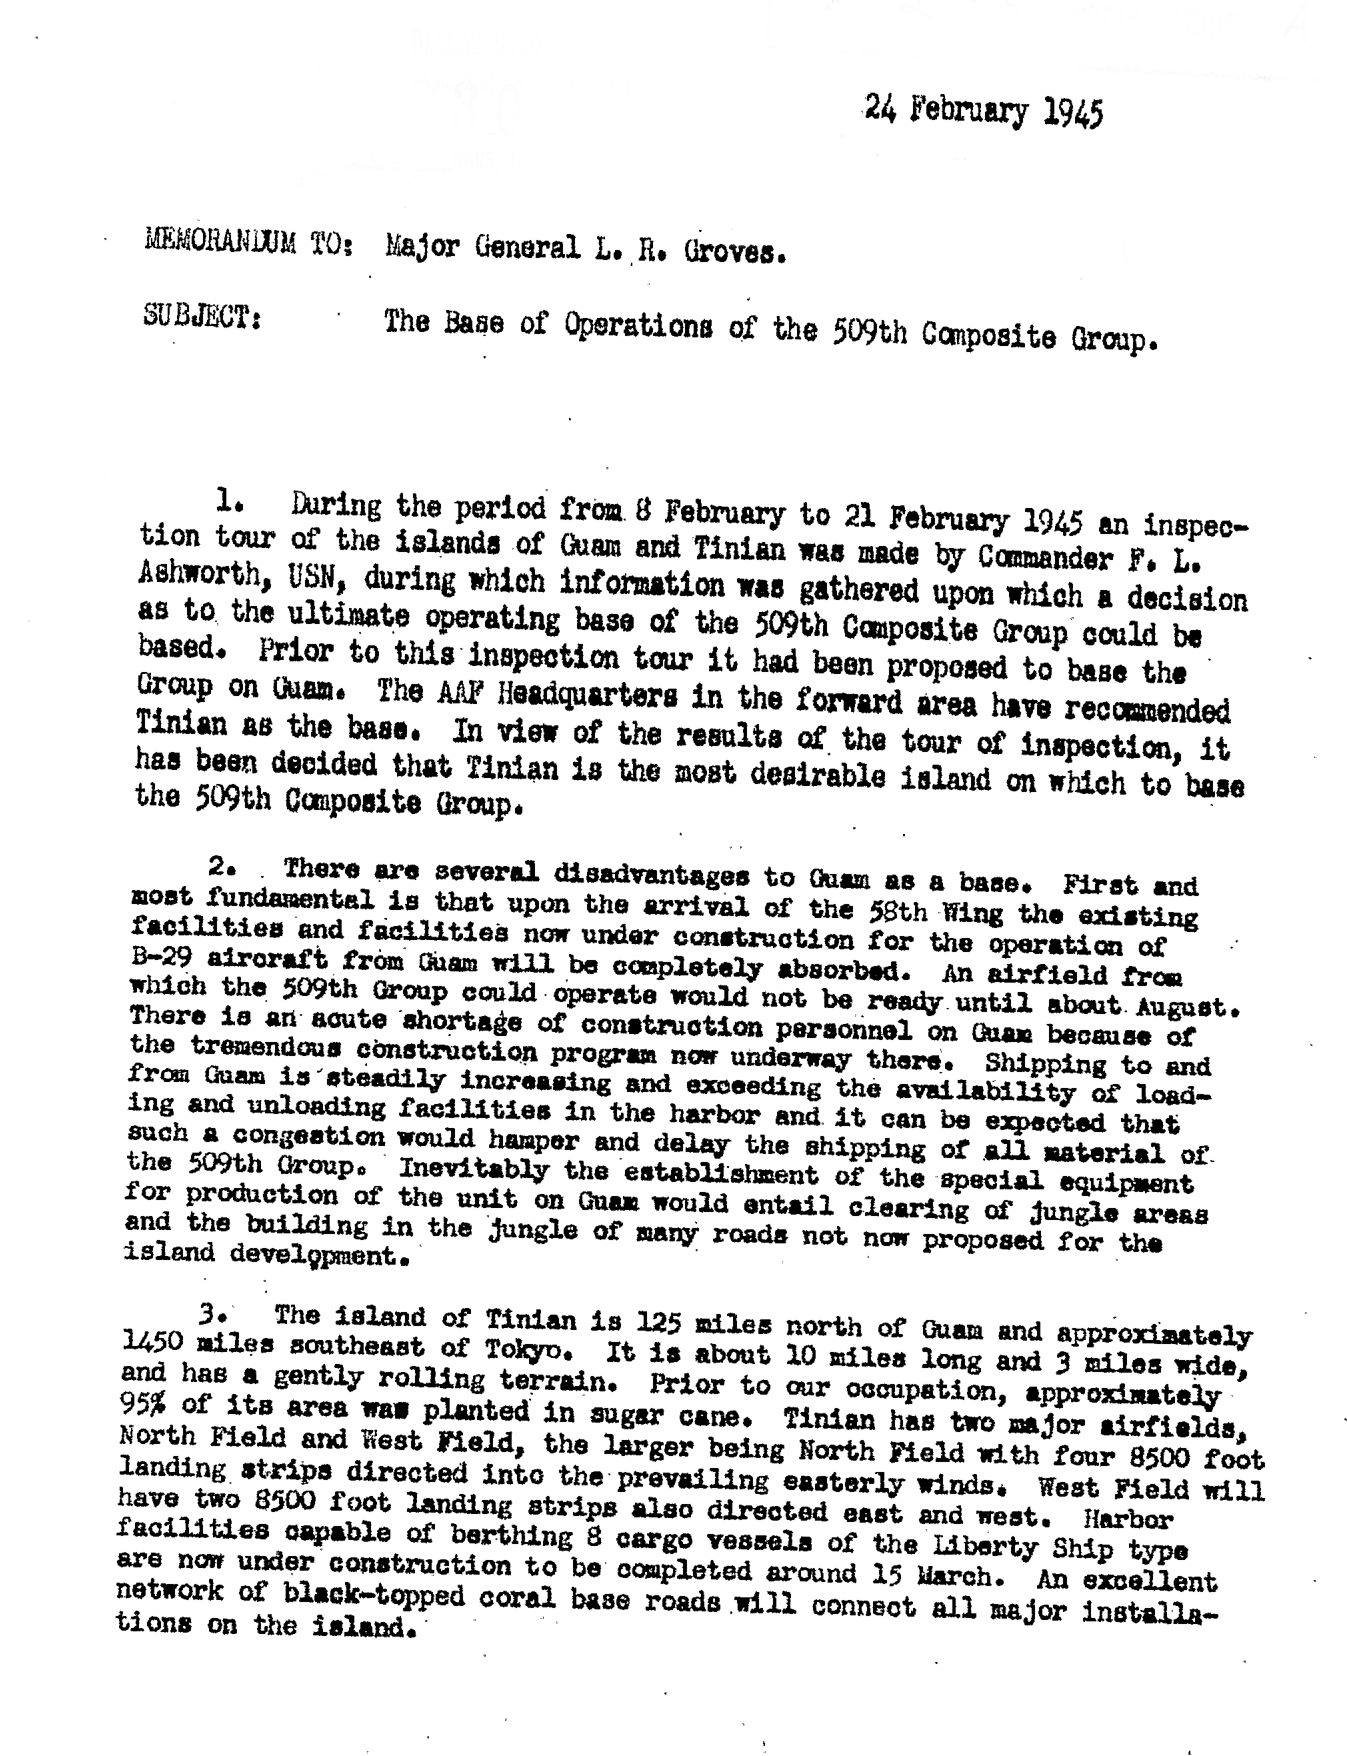 24 February 1945
MEMORANDUM TO: Major General L. R. Groves.
SUBJECT: The Base of Operations of the 509th Composite Group.
1. During the period from 8 February to 21 February 1945 an inspec-
tion tour of the islands of Guam and Tinian was made by Commander F. L.
Ashworth, USN, during which information was gathered upon which a decision
as to the ultimate operating base of the 509th Composite Group could be
based. Prior to this inspection tour it had been proposed to base the
Group on Guam. The AAF Headquarters in the forward area have recommended
Tinian as the base. In view of the results of the tour of inspection, it
has been decided that Tinian is the most desirable island on which to base
the 509th Composite Group.
2. There are several disadvantages to Guam as a base. First and
most fundamental is that upon the arrival of the 58th Wing the existing
facilities and facilities now under construction for the operation of
B-29 aircraft from Guam will be completely absorbed. An airfield from
which the 509th Group could operate would not be ready until about August.
There is an acute shortage of construction personnel on Guam because of
the tremendous construction program now underway there. Shipping to and
from Guam is steadily increasing and exceeding the availability of load-
ing and unloading facilities in the harbor and it can be expected that
such a congestion would hamper and delay the shipping of all material of
the 509th Group. Inevitably the establishment of the special equipment
for production of the unit on Guam would entail clearing of jungle areas
and the building in the jungle of many roads not now proposed for the
island development.
3. The island of Tinian is 125 miles north of Guam and approximately
1450 miles southeast of Tokyo. It is about 10 miles long and 3 miles wide,
and has a gently rolling terrain. Prior to our occupation, approximately
95% of its area was planted in sugar cane. Tinian has two major airfields,
North Field and West Field, the larger being North Field with four 8500 foot
landing strips directed into the prevailing easterly winds. West Field will
have two 8500 foot landing strips also directed east and west. Harbor
facilities capable of berthing 8 cargo vessels of the Liberty Ship type
are now under construction to be completed around 15 March. An excellent
network of black-topped coral base roads will connect all major installa-
tions on the island.